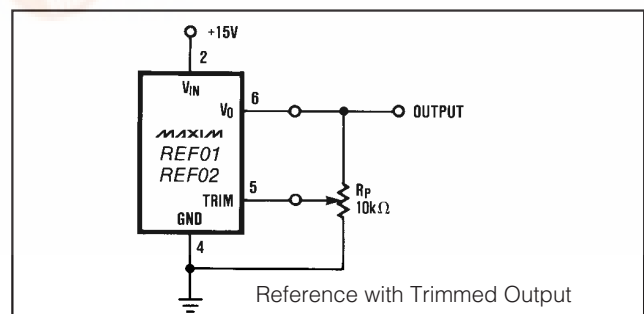 +15V
2
VIN
VO
6
OUTPUT
MAXIM
REF01
REF02
TRIM
5
RP
10kΩ
GND
4
Reference with Trimmed Output